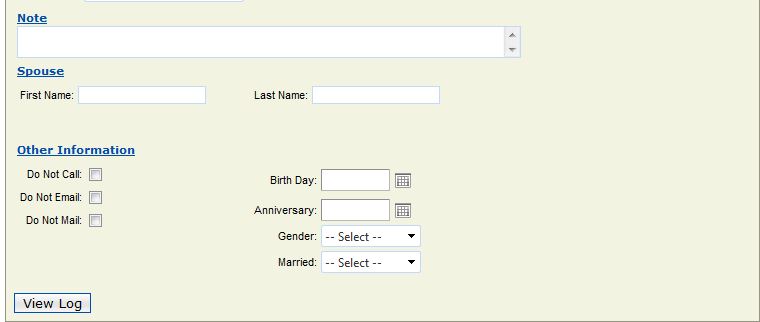 Note
Spouse
First Name: Last Name:
Other Information
Do Not Call:
Birth Day:
Do Not Email:
Anniversary:
Do Not Mail:
Gender: -- Select --
Married: -- Select --
View Log